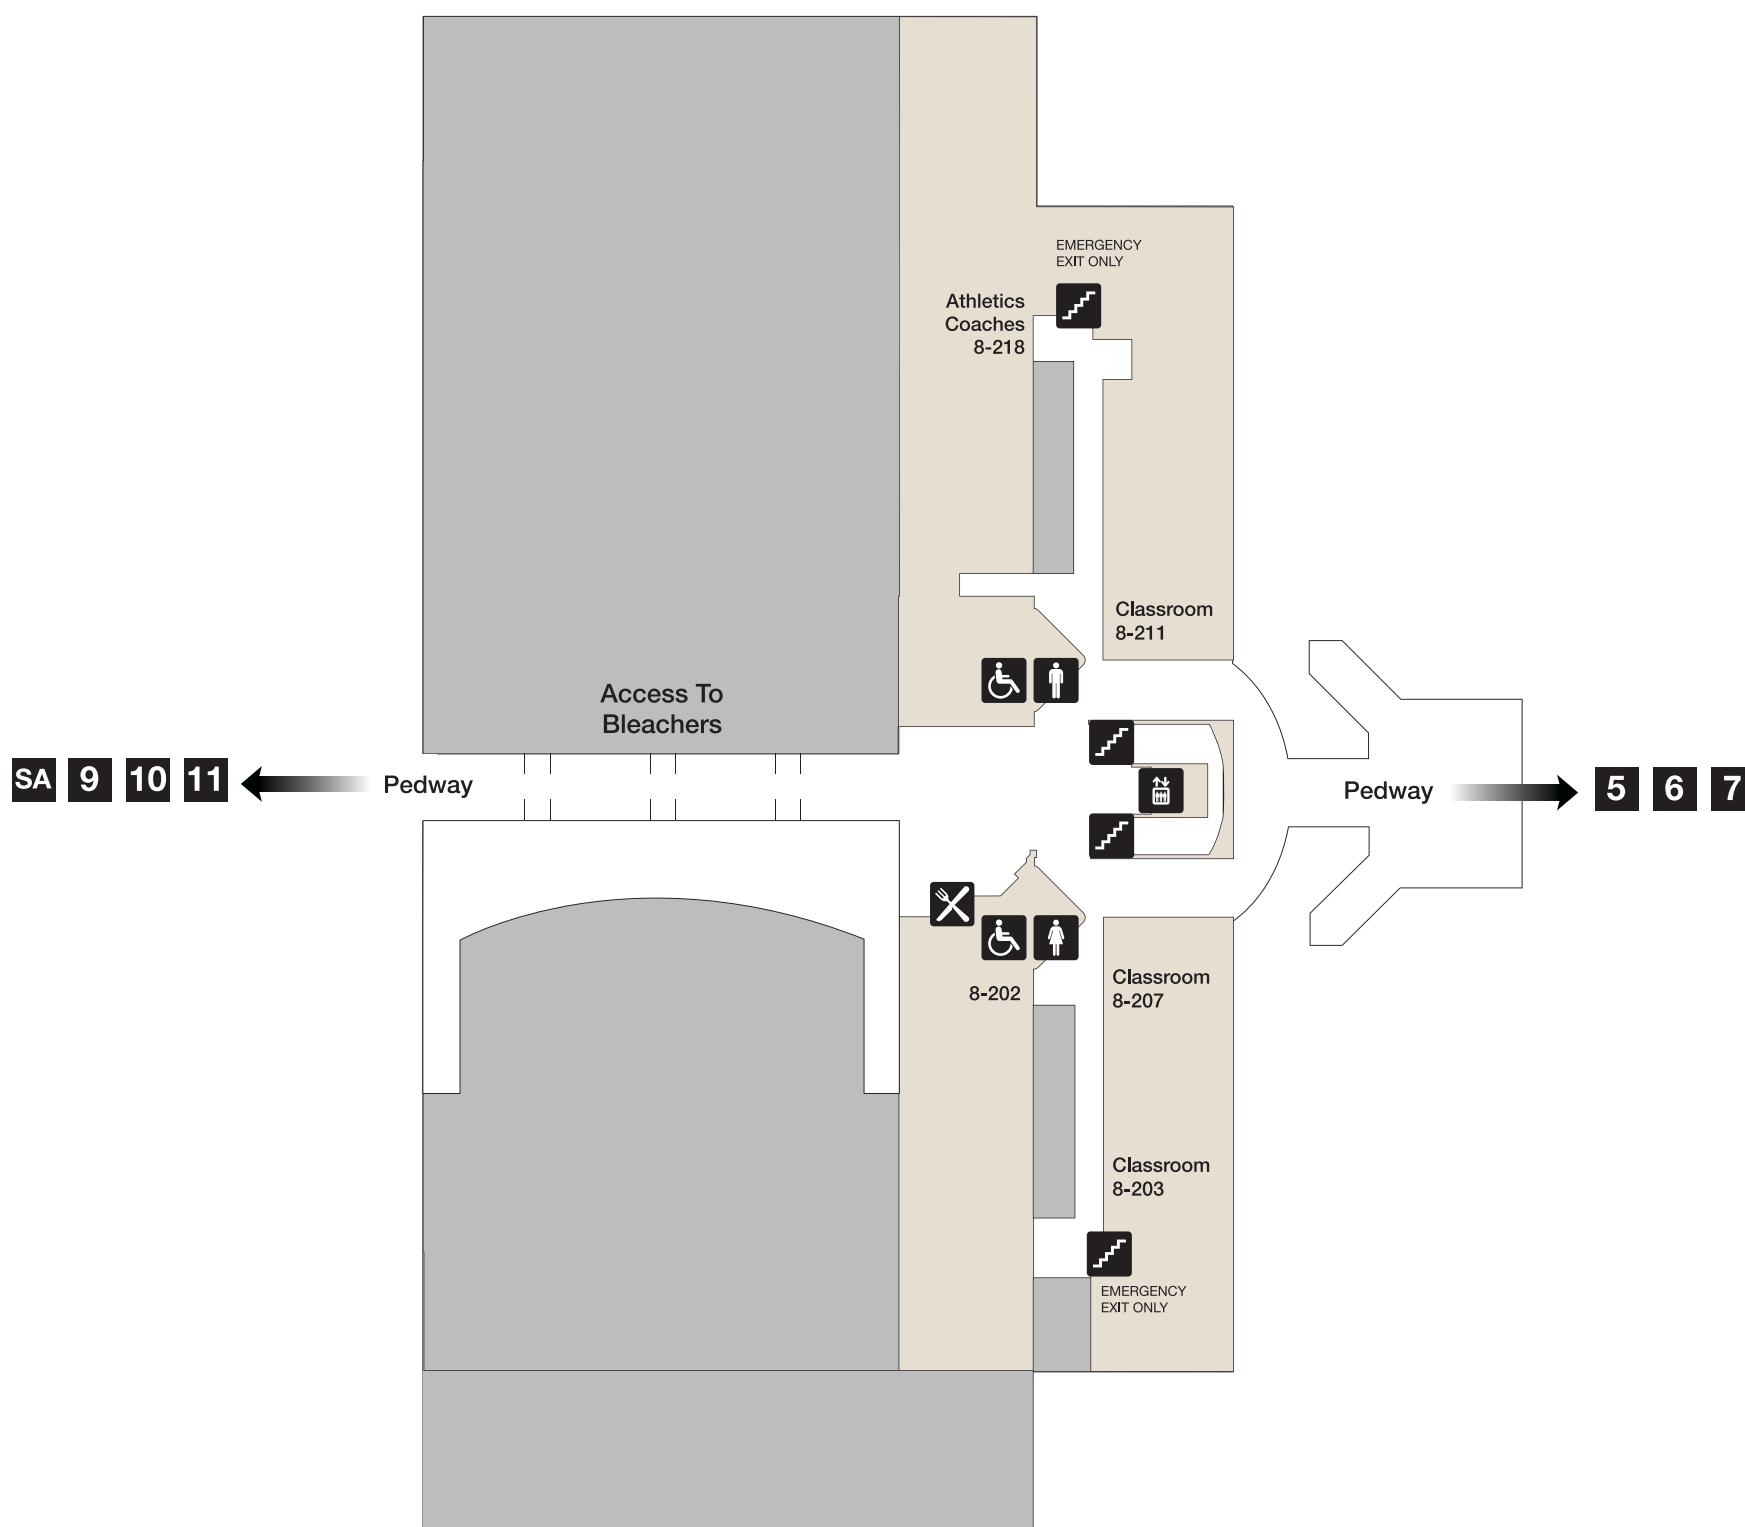 EMERGENCY
EXIT ONLY
Athletics
Coaches
8-218
Classroom
8-211
Access To
Bleachers
SA 9 10 11
Pedway
Pedway
5 6 7
8-202
Classroom
8-207
Classroom
8-203
EMERGENCY
EXIT ONLY